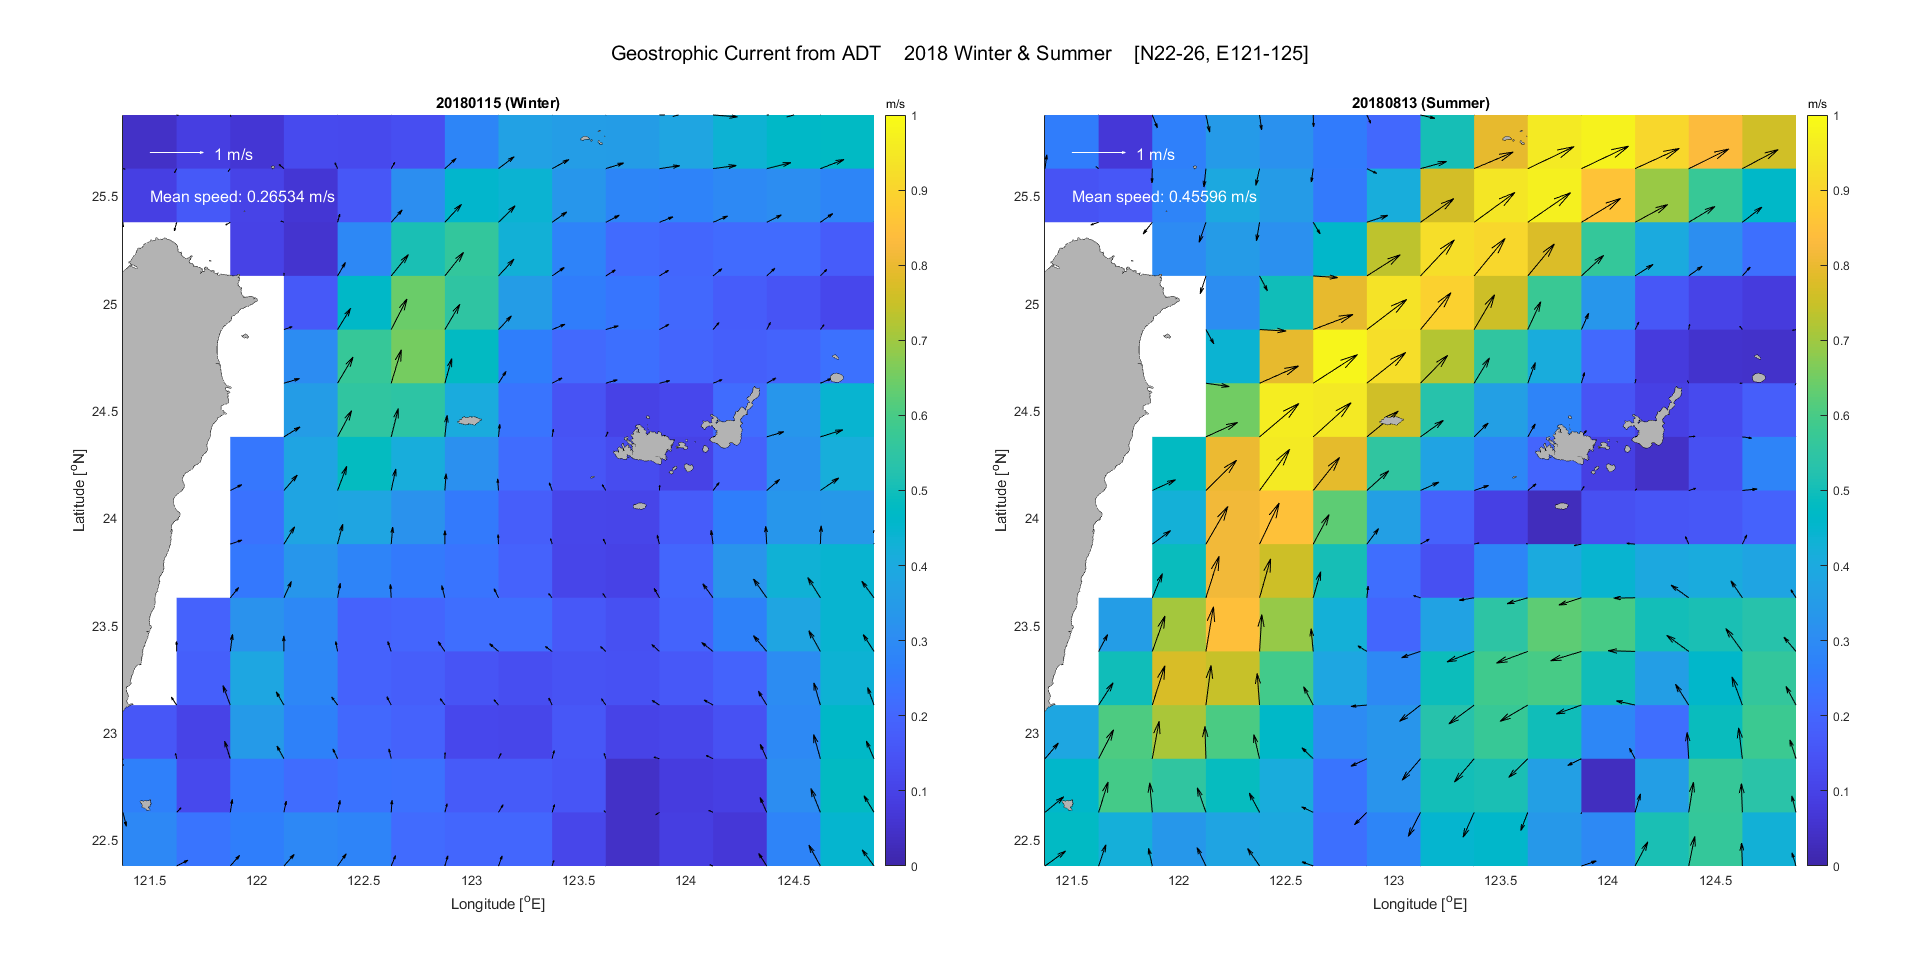 Geostrophic Current from ADT 2018 Winter & Summer [N22-26, E121-125]
20180115 (Winter)
m/s
1 m/s
Mean speed: 0.26534 m/s
25.5
25
24.5
24
23.5
23
22.5
Latitude [oN]
121.5 122 122.5 123 123.5 124 124.5
Longitude [oE]
1
0.9
0.8
0.7
0.6
0.5
0.4
0.3
0.2
0.1
0
20180813 (Summer)
m/s
1 m/s
Mean speed: 0.45596 m/s
25.5
25
24.5
24
23.5
23
22.5
Latitude [oN]
121.5 122 122.5 123 123.5 124 124.5
Longitude [oE]
1
0.9
0.8
0.7
0.6
0.5
0.4
0.3
0.2
0.1
0